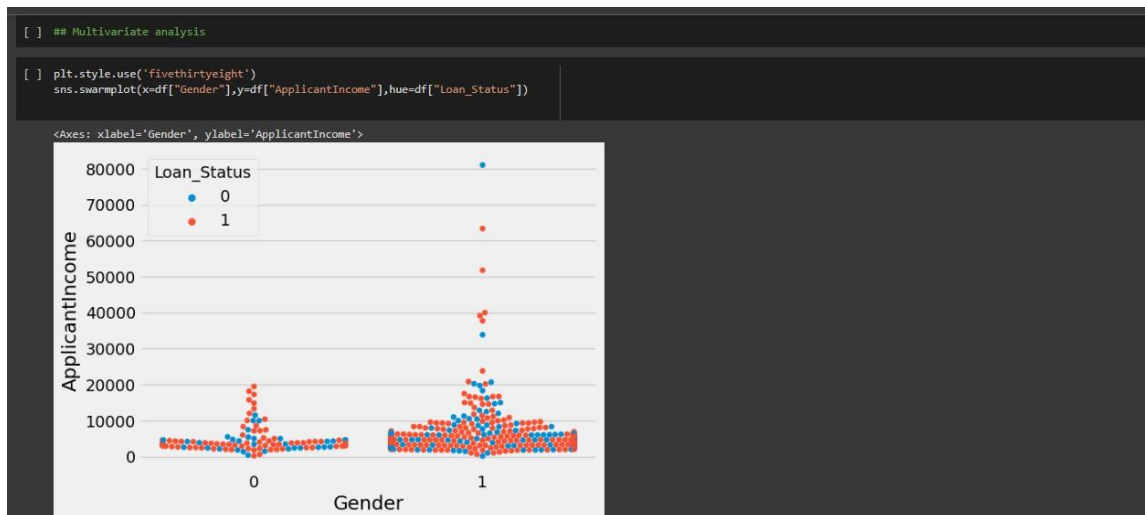 [ ] ## Multivariate analysis
[ ] plt.style.use('fivethirtyeight')
sns.swarmplot(x=df["Gender"],y=df["ApplicantIncome"],hue=df["Loan_Status"])
<Axes: xlabel='Gender', ylabel='ApplicantIncome'>
Loan_Status
0
1
80000
70000
60000
50000
40000
30000
20000
10000
0
ApplicantIncome
0 1
Gender